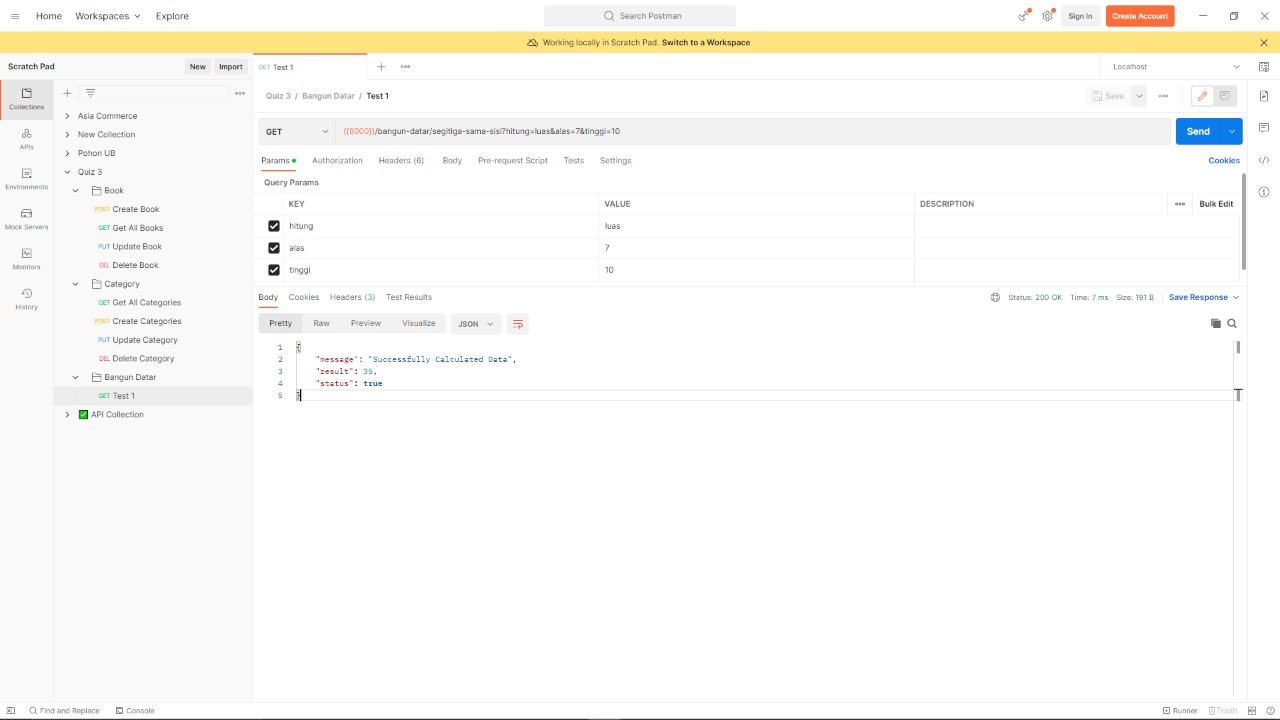 Home Workspaces Explore Search Postman Sign In Create Account
Working locally in Scratch Pad. Switch to a Workspace
Scratch Pad New Import
GET Test 1 Localhost
Collections
APIs
Environments
Mock Servers
Monitors
History
Asia Commerce
New Collection
Pohon UB
Quiz 3
Book
POST Create Book
GET Get All Books
PUT Update Book
DEL Delete Book
Category
GET Get All Categories
POST Create Categories
PUT Update Category
DEL Delete Category
Bangun Datar
GET Test 1
API Collection
Quiz 3 / Bangun Datar / Test 1 Save
GET {{8000}}/bangun-datar/segitiga-sama-sisi?hitung=luas&alas=7&tinggi=10 Send
Params Authorization Headers (6) Body Pre-request Script Tests Settings Cookies
Query Params
KEY VALUE DESCRIPTION Bulk Edit
hitung luas
alas 7
tinggi 10
Body Cookies Headers (3) Test Results Status: 200 OK Time: 7 ms Size: 191 B Save Response
Pretty Raw Preview Visualize JSON
1 {
2 "message": "Successfully Calculated Data",
3 "result": 35,
4 "status": true
5 }
Find and Replace Console Runner Trash